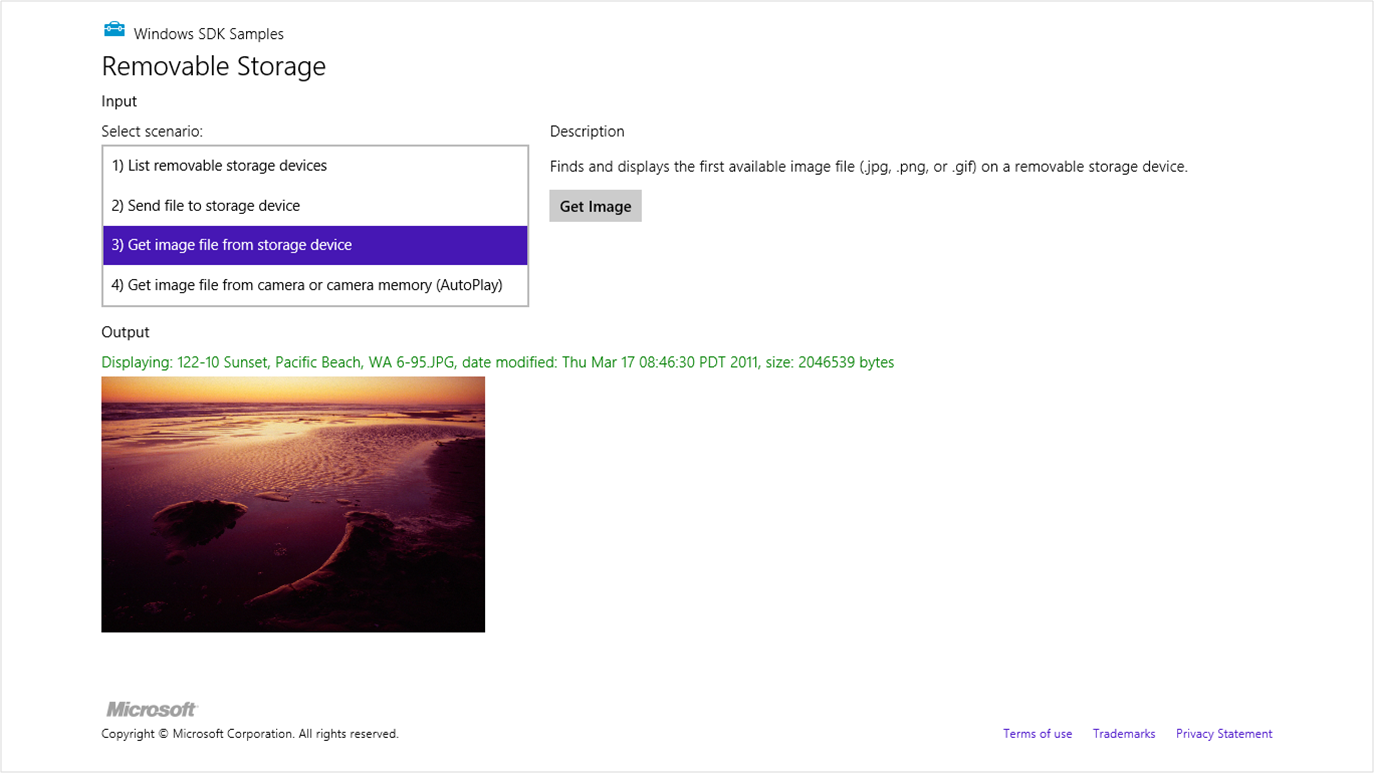 Windows SDK Samples
Removable Storage
Input
Select scenario:
1) List removable storage devices
2) Send file to storage device
3) Get image file from storage device
4) Get image file from camera or camera memory (AutoPlay)
Description
Finds and displays the first available image file (.jpg, .png, or .gif) on a removable storage device.
Get Image
Output
Displaying: 122-10 Sunset, Pacific Beach, WA 6-95.JPG, date modified: Thu Mar 17 08:46:30 PDT 2011, size: 2046539 bytes
Microsoft
Copyright © Microsoft Corporation. All rights reserved.
Terms of use Trademarks Privacy Statement